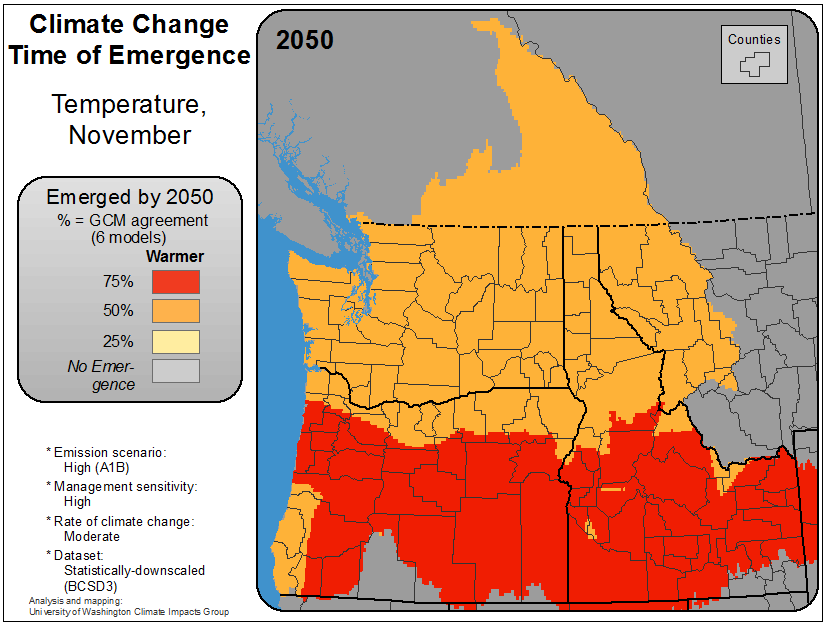 Climate Change
Time of Emergence
Temperature,
November
Emerged by 2050
% = GCM agreement
(6 models)
Warmer
75%
50%
25%
No Emer-
gence
* Emission scenario:
High (A1B)
* Management sensitivity:
High
* Rate of climate change:
Moderate
* Dataset:
Statistically-downscaled
(BCSD3)
Analysis and mapping:
University of Washington Climate Impacts Group
2050
Counties